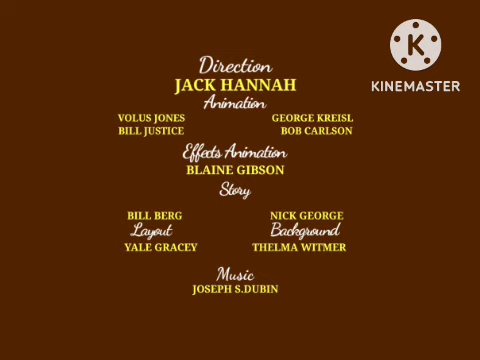 Direction
JACK HANNAH
Animation
VOLUS JONES GEORGE KREISL
BILL JUSTICE BOB CARLSON
Effects Animation
BLAINE GIBSON
Story
BILL BERG NICK GEORGE
Layout Background
YALE GRACEY THELMA WITMER
Music
JOSEPH S.DUBIN
K
KINEMASTER